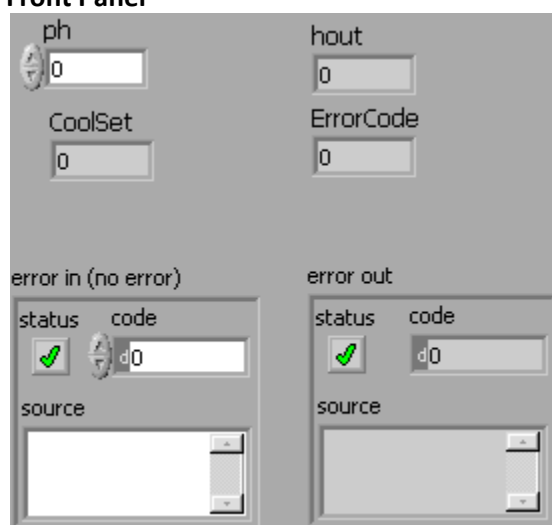 Front Panel
ph
hout
0
0
CoolSet
ErrorCode
0
0
error in (no error)
error out
status code
status code
d0
d0
source
source